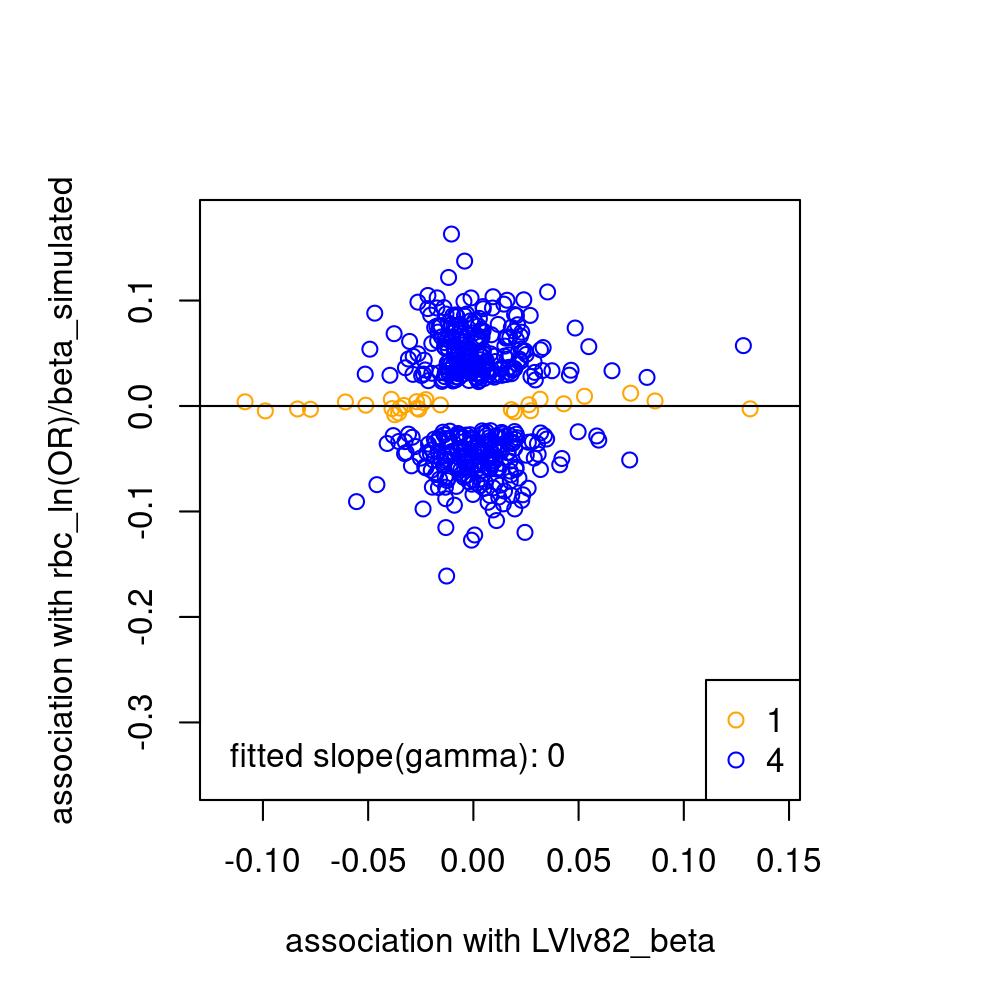 association with rbc_ln(OR)/beta_simulated
0.1
0.0
-0.1
-0.2
-0.3
fitted slope(gamma): 0
1
4
-0.10 -0.05 0.00 0.05 0.10 0.15
association with LVlv82_beta